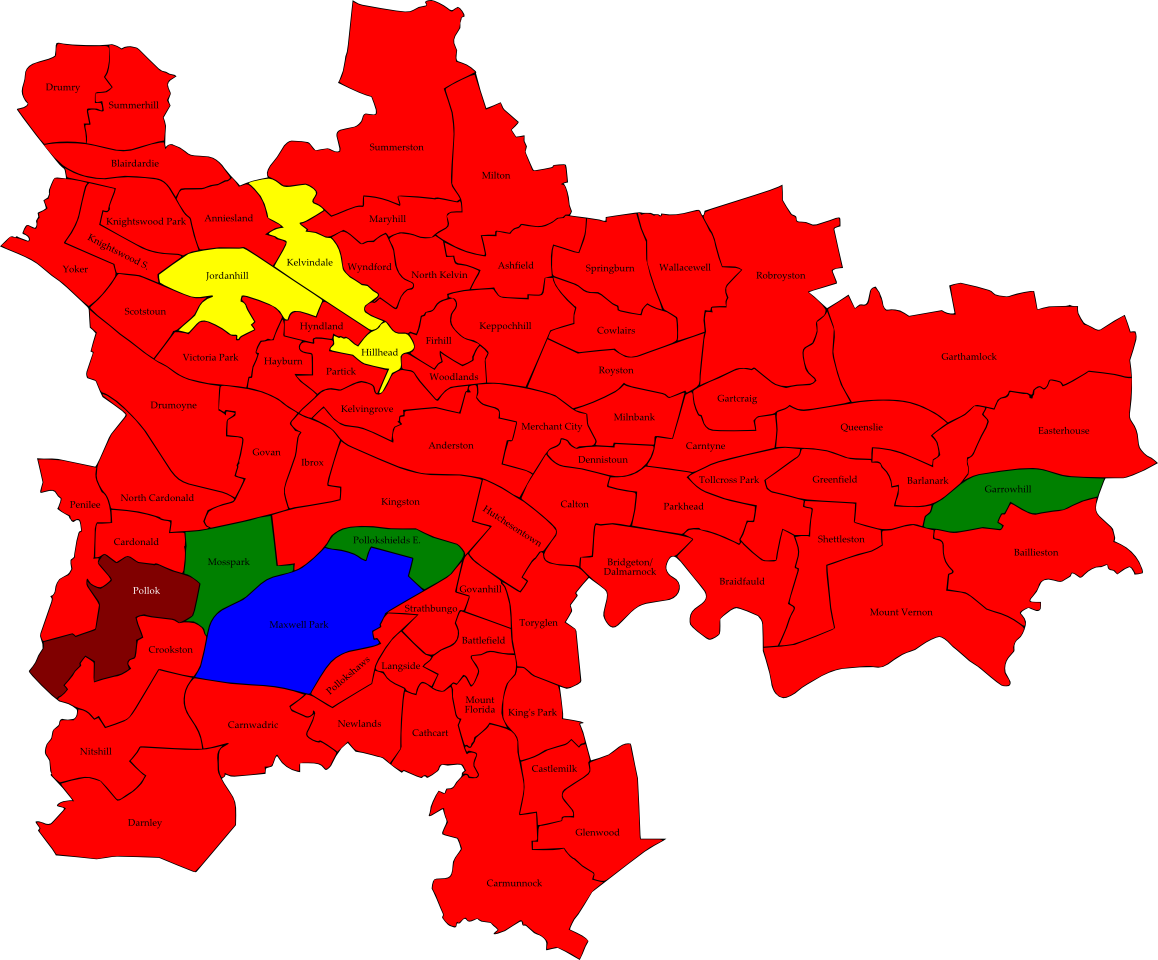 Drumry
Summerhill
Summerston
Blairdardie
Milton
Knightswood Park
Anniesland
Maryhill
Knightswood S.
Yoker
Jordanhill
Kelvindale
Wyndford
North Kelvin
Ashfield
Springburn
Wallacewell
Robroyston
Scotstoun
Hyndland
Firhill
Keppochhill
Cowlairs
Victoria Park
Hayburn
Partick
Hillhead
Woodlands
Royston
Garthamlock
Drumoyne
Kelvingrove
Merchant City
Milnbank
Gartcraig
Queenslie
Easterhouse
Govan
Ibrox
Anderston
Dennistoun
Carntyne
Tollcross Park
Greenfield
Barlanark
Garrowhill
Penilee
North Cardonald
Kingston
Hutchesontown
Calton
Parkhead
Cardonald
Mosspark
Pollokshields E.
Shettleston
Baillieston
Pollok
Govanhill
Bridgeton/
Dalmarnock
Braidfauld
Maxwell Park
Strathbungo
Toryglen
Mount Vernon
Crookston
Battlefield
Pollokshaws
Langside
Mount
Florida
King's Park
Nitshill
Carnwadric
Newlands
Cathcart
Castlemilk
Darnley
Glenwood
Carmunnock